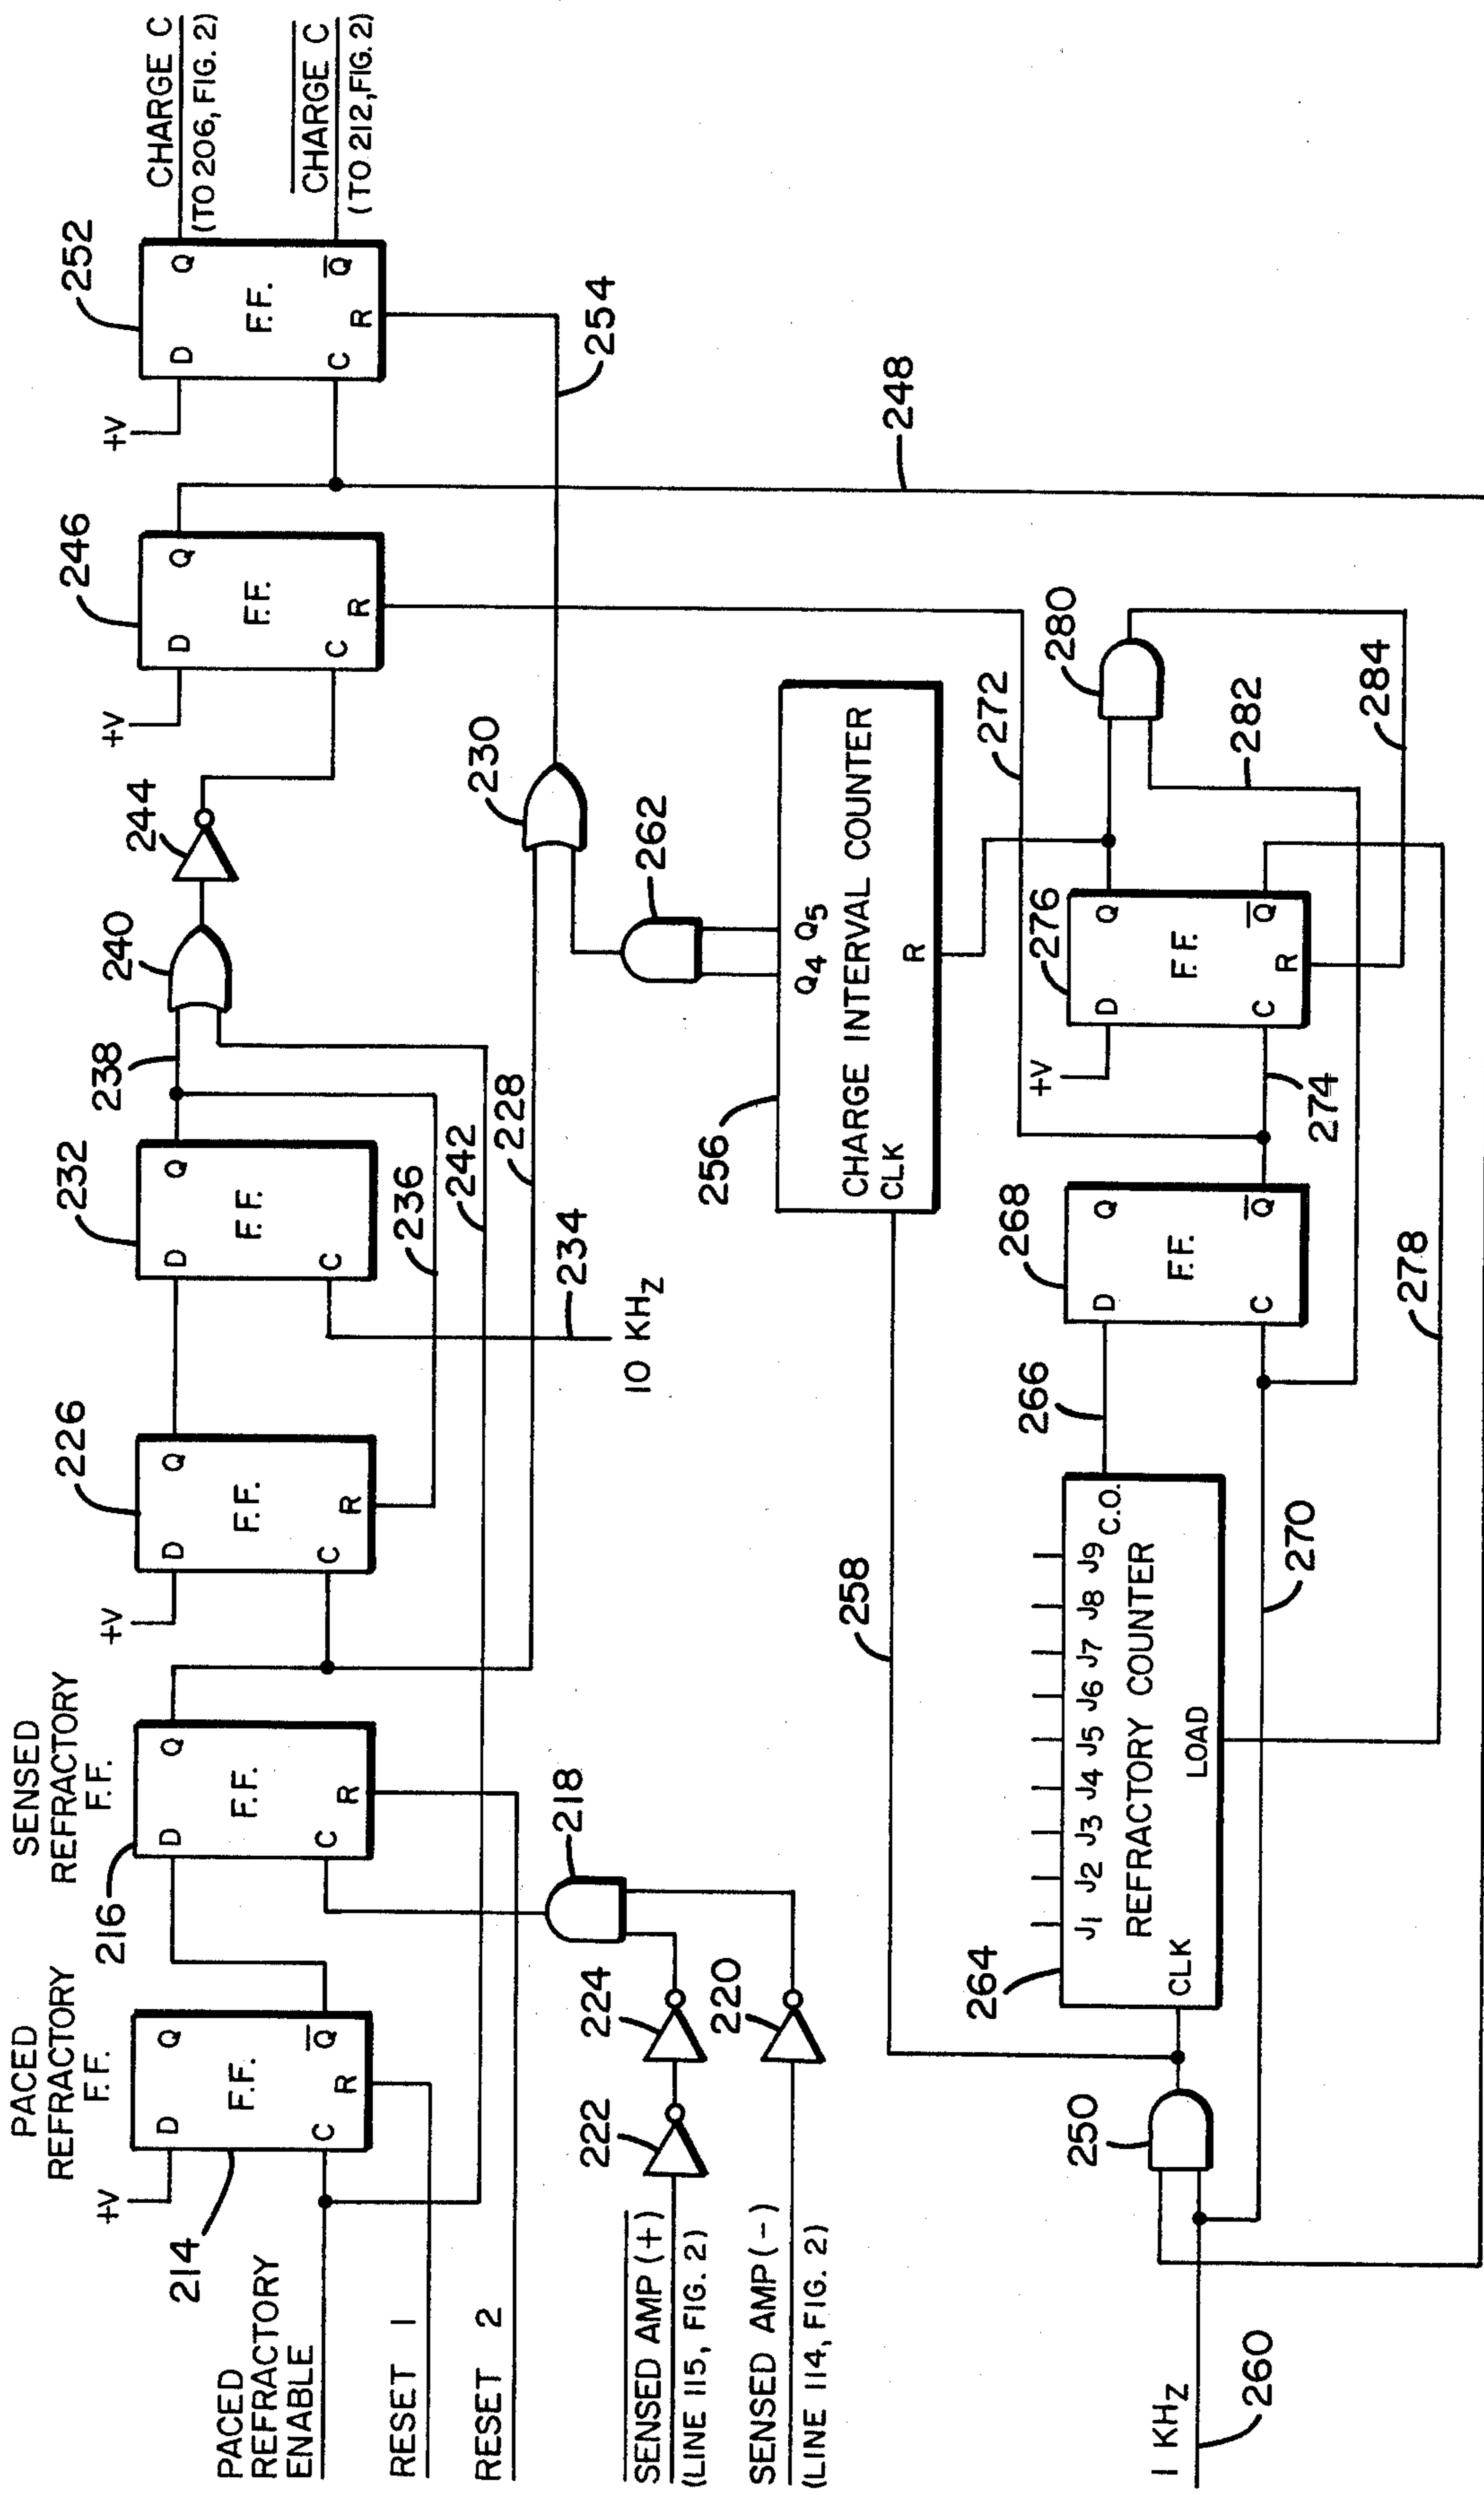 PACED
REFRACTORY
F.F.
SENSED
REFRACTORY
F.F.
+V
D
Q
F.F.
Q̅
C
R
214
216
D
Q
F.F.
C
R
+V
226
D
Q
F.F.
C
R
232
D
Q
F.F.
C
238
240
244
+V
246
D
Q
F.F.
C
R
+V
252
D
Q
F.F.
C
Q̅
R
CHARGE C
(TO 206, FIG. 2)
C̅H̅A̅R̅G̅E̅ C̅
(TO 212, FIG. 2)
PACED
REFRACTORY
ENABLE
RESET 1
RESET 2
236
242
228
234
10 KHZ
230
254
218
222
224
220
S̅E̅N̅S̅E̅D̅ A̅M̅P̅ (̅+̅)̅
(LINE 115, FIG. 2)
SENSED AMP (-)
(LINE 114, FIG. 2)
262
256
Q4 Q5
CHARGE INTERVAL COUNTER
CLK
R
248
258
264
J1 J2 J3 J4 J5 J6 J7 J8 J9
C.O.
REFRACTORY COUNTER
CLK
LOAD
266
268
D
Q
F.F.
C
Q̅
272
+V
276
D
Q
F.F.
C
Q̅
R
274
280
282
284
278
270
250
1 KHZ
260